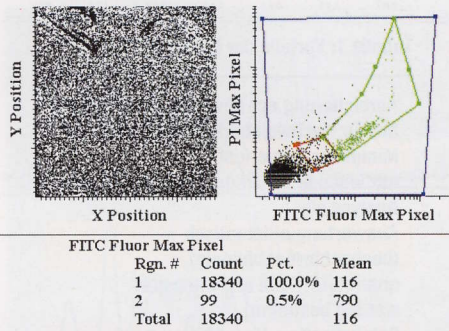 Y Position
X Position
PI Max Pixel
FITC Fluor Max Pixel
FITC Fluor Max Pixel
Rgn. # Count Pct. Mean
1 18340 100.0% 116
2 99 0.5% 790
Total 18340 116